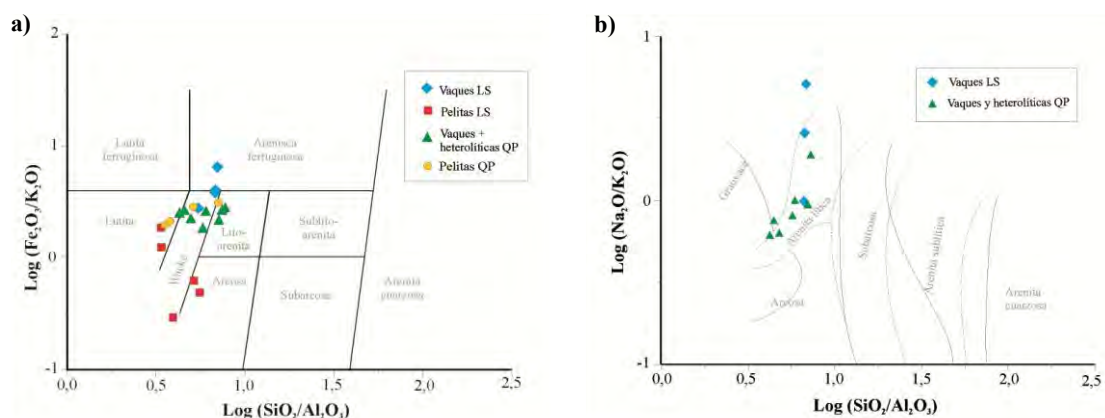 a)
2
1
0
-1
Log (Fe₂O₃/K₂O)
0,0 0,5 1,0 1,5 2,0 2,5
Log (SiO₂/Al₂O₃)
Lutita
ferruginosa
Arenisca
ferruginosa
Lutita
Wacka
Lito-
arenita
Sublito-
arenita
Arcosa
Subarcosa
Arenita
cuarzosa
Vaques LS
Pelitas LS
Vaques +
heterolíticas QP
Pelitas QP
b)
1
0
-1
Log (Na₂O/K₂O)
0,0 0,5 1,0 1,5 2,0 2,5
Log (SiO₂/Al₂O₃)
Grauvaca
Arenita lítica
Arcosa
Subarcosa
Arenita sublítica
Arenita
cuarzosa
Vaques LS
Vaques y heterolíticas QP